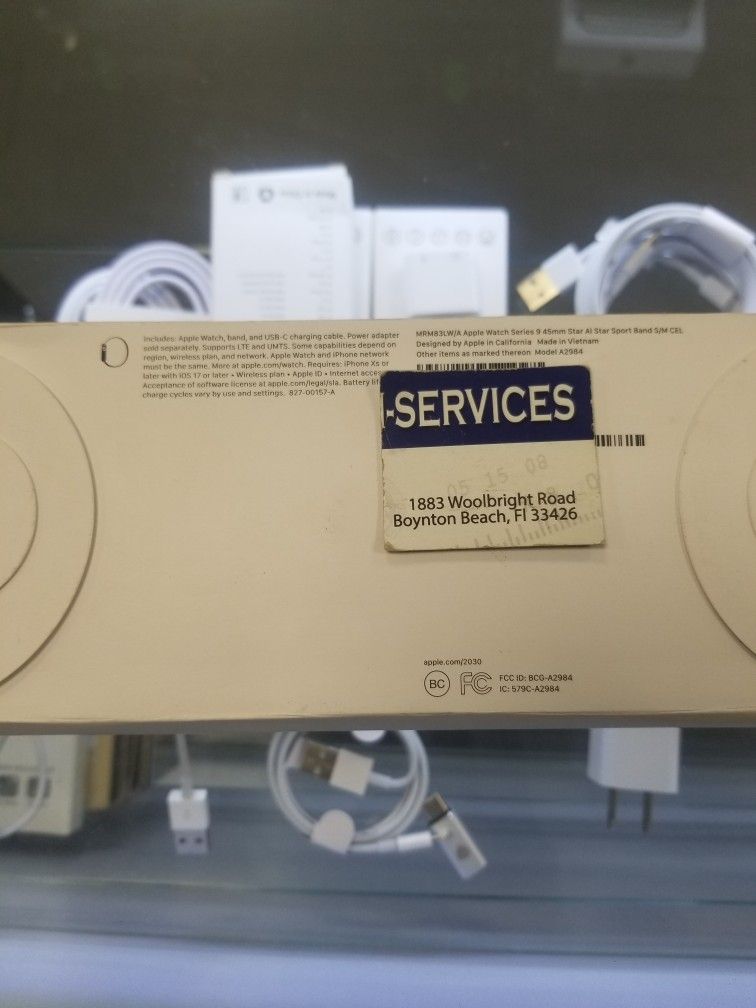 Includes: Apple Watch, band, and USB-C charging cable. Power adapter
sold separately. Supports LTE and UMTS. Some capabilities depend on
region, wireless plan, and network. Apple Watch and iPhone network
must be the same. More at apple.com/watch. Requires: iPhone Xs or
later with iOS 17 or later • Wireless plan • Apple ID • Internet
Acceptance of software license at apple.com/legal/sla. Battery
charge cycles vary by use and settings. 827-00157-A
MRM83LW/A Apple Watch Series 9 45mm Star Al Star Sport Band S/M CEL
Designed by Apple in California Made in Vietnam
Other items as marked thereon Model A2984
-SERVICES
05 15 08
1883 Woolbright Road
Boynton Beach, Fl 33426
apple.com/2030
BC FC FCC ID: BCG-A2984
IC: 579C-A2984